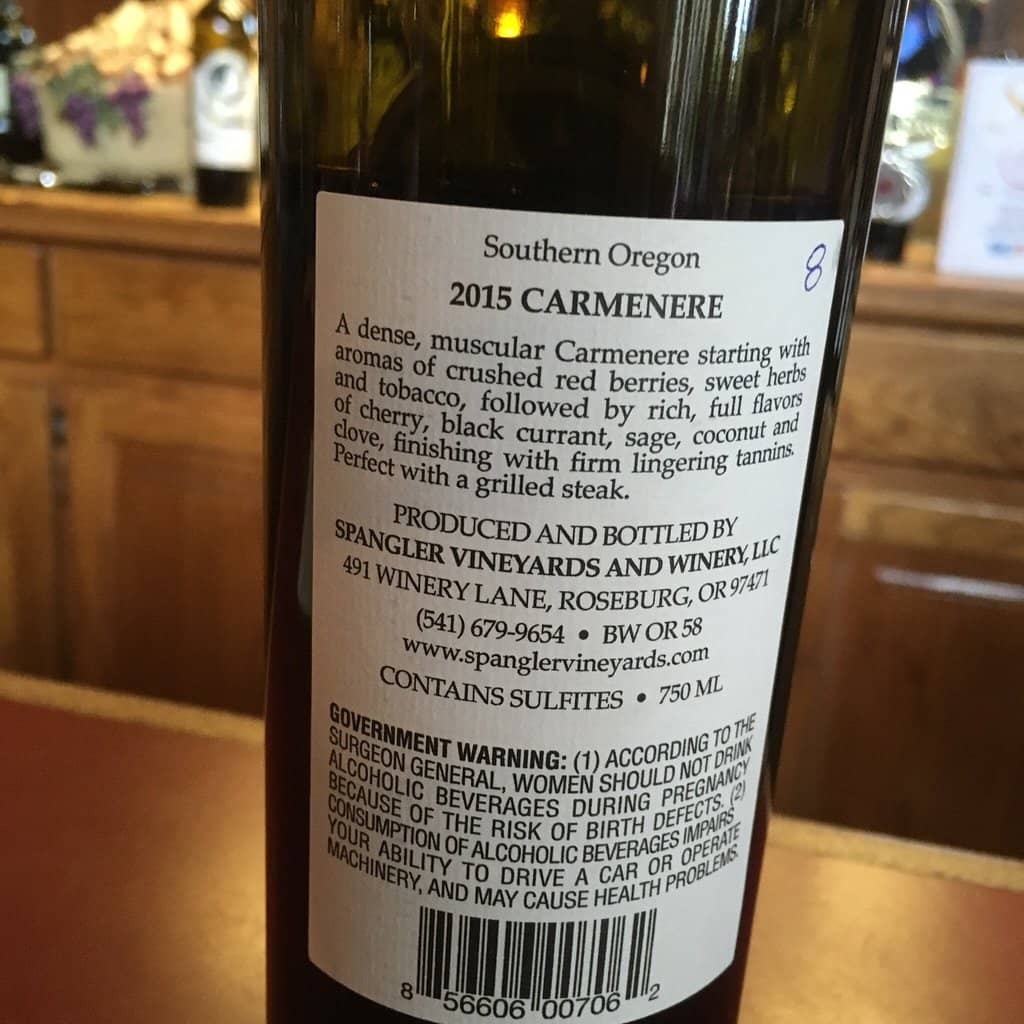 Southern Oregon
8
2015 CARMENERE
A dense, muscular Carmenere starting with
aromas of crushed red berries, sweet herbs
and tobacco, followed by rich, full flavors
of cherry, black currant, sage, coconut and
clove, finishing with firm lingering tannins.
Perfect with a grilled steak.
PRODUCED AND BOTTLED BY
SPANGLER VINEYARDS AND WINERY, LLC
491 WINERY LANE, ROSEBURG, OR 97471
(541) 679-9654 • BW OR 58
www.spanglervineyards.com
CONTAINS SULFITES • 750 ML
GOVERNMENT WARNING: (1) ACCORDING TO THE
SURGEON GENERAL, WOMEN SHOULD NOT DRINK
ALCOHOLIC BEVERAGES DURING PREGNANCY
BECAUSE OF THE RISK OF BIRTH DEFECTS. (2)
CONSUMPTION OF ALCOHOLIC BEVERAGES IMPAIRS
YOUR ABILITY TO DRIVE A CAR OR OPERATE
MACHINERY, AND MAY CAUSE HEALTH PROBLEMS.
8 56606 00706 2